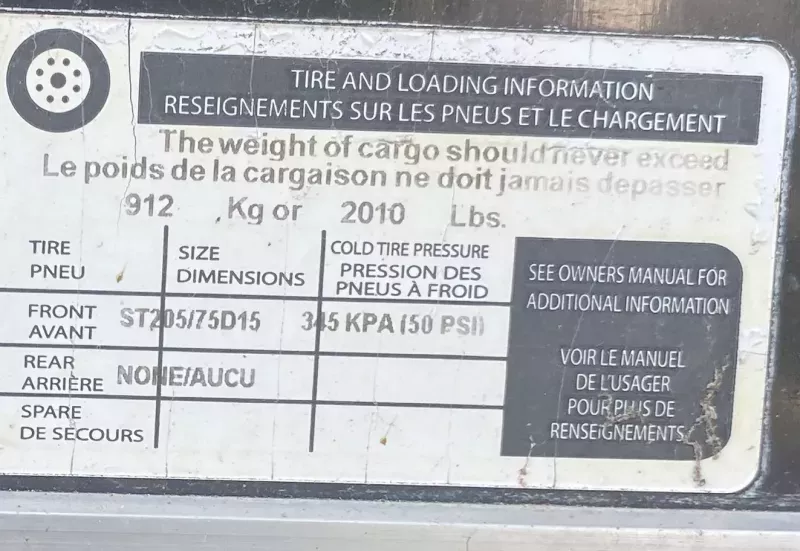 TIRE AND LOADING INFORMATION
RESEIGNEMENTS SUR LES PNEUS ET LE CHARGEMENT
The weight of cargo should never exceed
Le poids de la cargaison ne doit jamais depasser
912 Kg or 2010 Lbs.
TIRE
PNEU
SIZE
DIMENSIONS
COLD TIRE PRESSURE
PRESSION DES
PNEUS À FROID
FRONT
AVANT
ST205/75D15
345 KPA (50 PSI)
REAR
ARRIÈRE
NONE/AUCU
SPARE
DE SECOURS
SEE OWNERS MANUAL FOR
ADDITIONAL INFORMATION
VOIR LE MANUEL
DE L'USAGER
POUR PLUS DE
RENSEIGNEMENTS